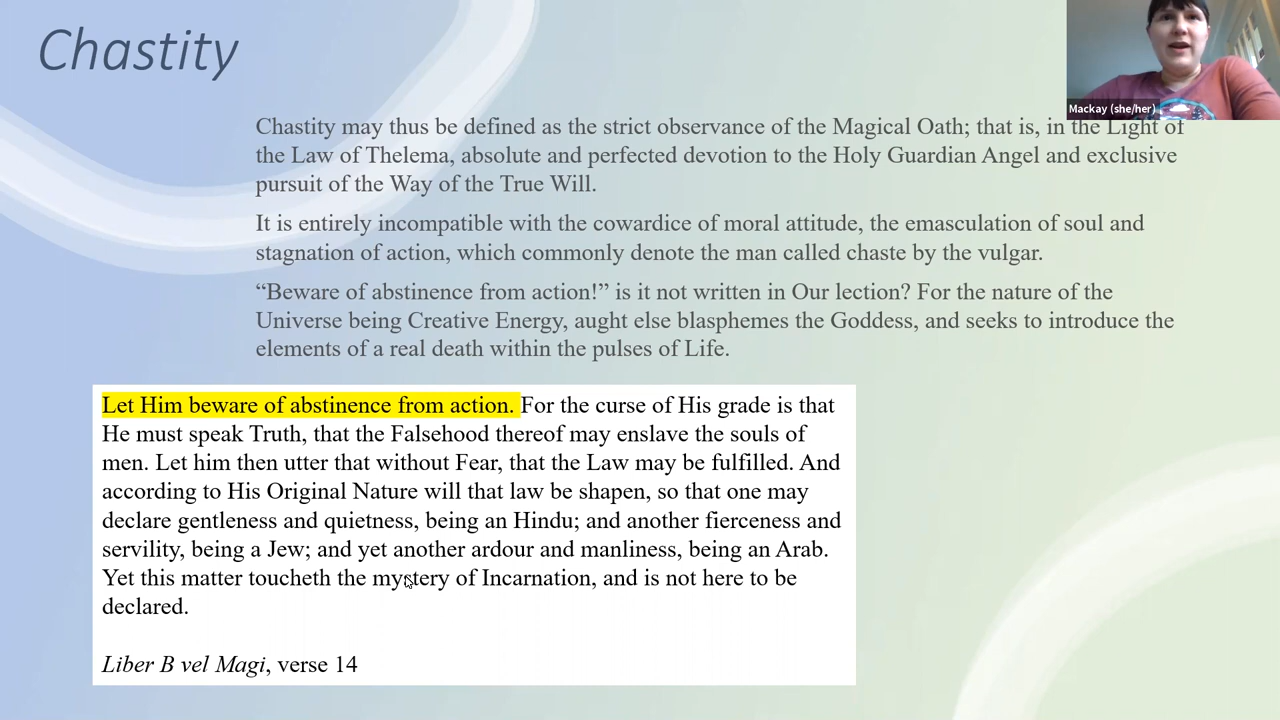 Chastity
Mackay (she/her)
Chastity may thus be defined as the strict observance of the Magical Oath; that is, in the Light of
the Law of Thelema, absolute and perfected devotion to the Holy Guardian Angel and exclusive
pursuit of the Way of the True Will.
It is entirely incompatible with the cowardice of moral attitude, the emasculation of soul and
stagnation of action, which commonly denote the man called chaste by the vulgar.
“Beware of abstinence from action!” is it not written in Our lection? For the nature of the
Universe being Creative Energy, aught else blasphemes the Goddess, and seeks to introduce the
elements of a real death within the pulses of Life.
Let Him beware of abstinence from action. For the curse of His grade is that
He must speak Truth, that the Falsehood thereof may enslave the souls of
men. Let him then utter that without Fear, that the Law may be fulfilled. And
according to His Original Nature will that law be shapen, so that one may
declare gentleness and quietness, being an Hindu; and another fierceness and
servility, being a Jew; and yet another ardour and manliness, being an Arab.
Yet this matter toucheth the mystery of Incarnation, and is not here to be
declared.
Liber B vel Magi, verse 14